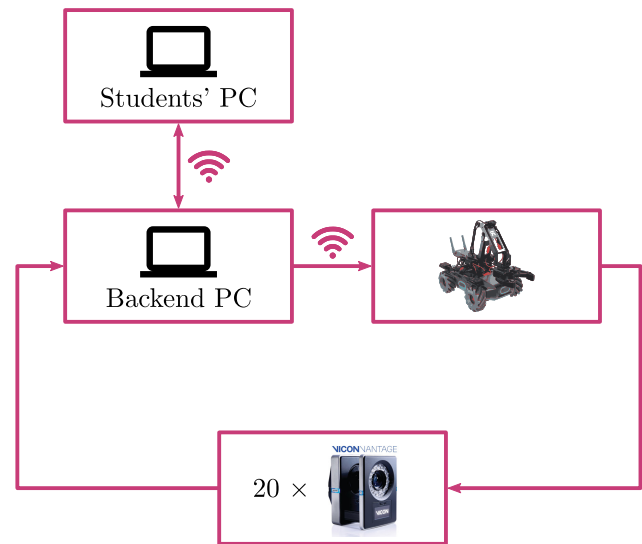 Students' PC
Backend PC
VICON VANTAGE
20 ×
VICON